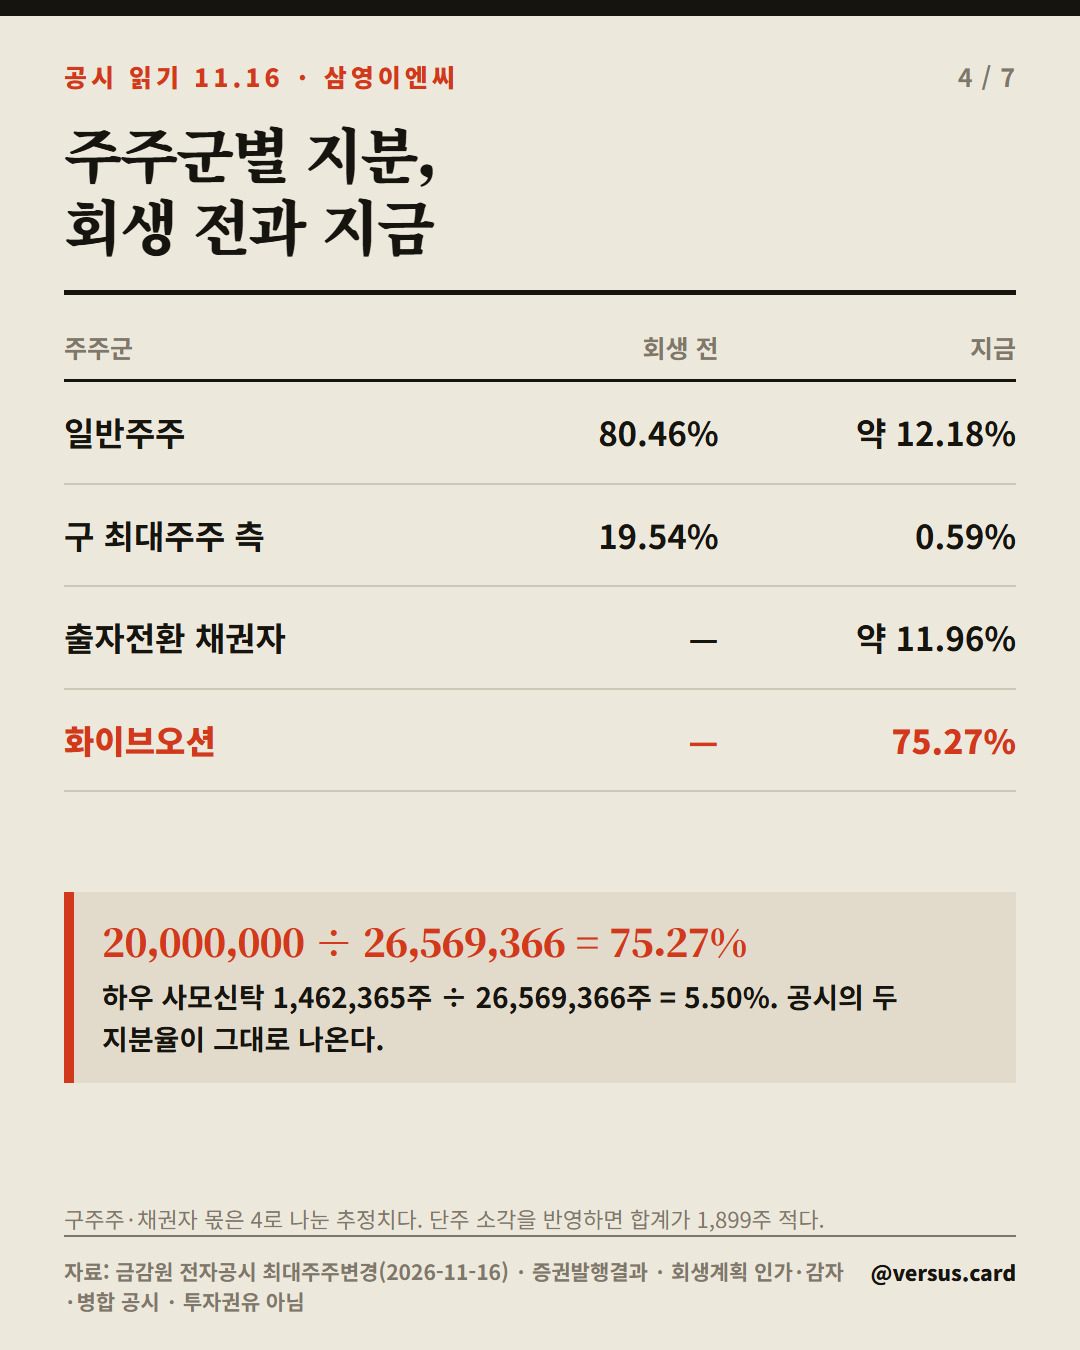 공시 읽기 11.16 · 삼영이엔씨
4 / 7
주주군별 지분,
회생 전과 지금
주주군 회생 전 지금
일반주주 80.46% 약 12.18%
구 최대주주 측 19.54% 0.59%
출자전환 채권자 — 약 11.96%
화이브오션 — 75.27%
20,000,000 ÷ 26,569,366 = 75.27%
하우 사모신탁 1,462,365주 ÷ 26,569,366주 = 5.50%. 공시의 두
지분율이 그대로 나온다.
구주주·채권자 몫은 4로 나눈 추정치다. 단주 소각을 반영하면 합계가 1,899주 적다.
자료: 금감원 전자공시 최대주주변경(2026-11-16) · 증권발행결과 · 회생계획 인가·감자
·병합 공시 · 투자권유 아님
@versus.card